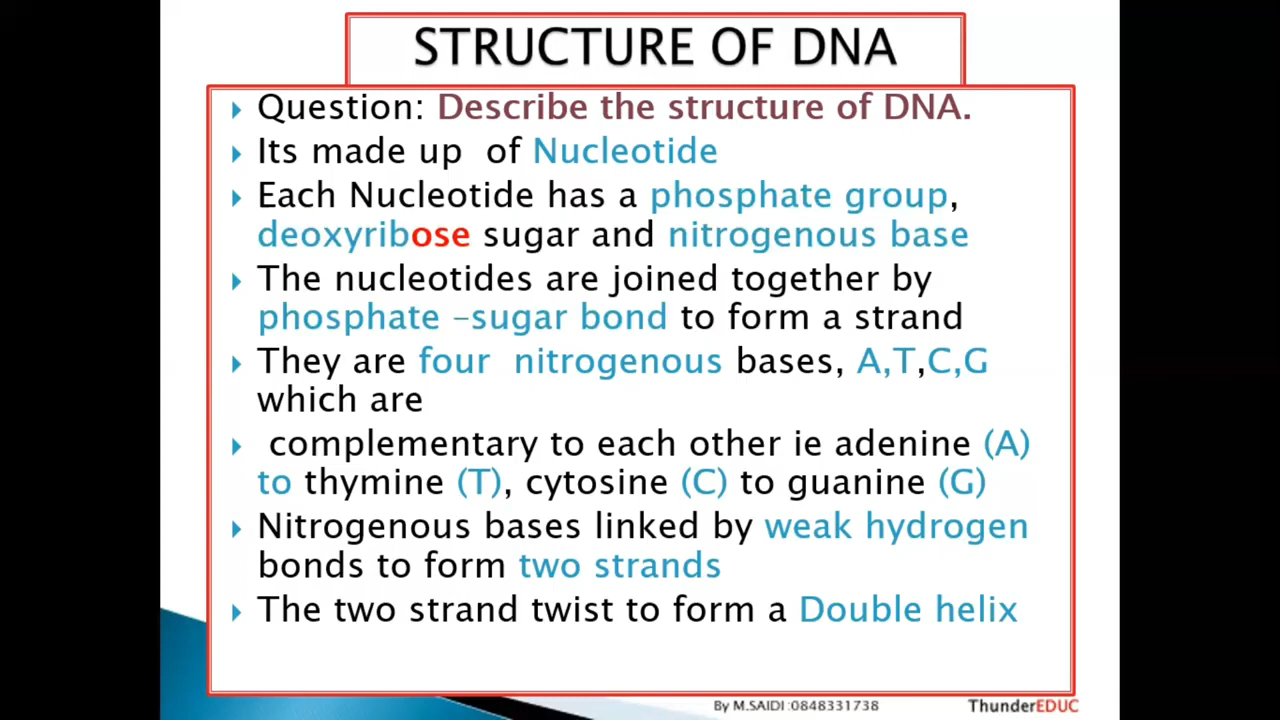 STRUCTURE OF DNA
Question: Describe the structure of DNA.
Its made up of Nucleotide
Each Nucleotide has a phosphate group,
deoxyribose sugar and nitrogenous base
The nucleotides are joined together by
phosphate –sugar bond to form a strand
They are four nitrogenous bases, A,T,C,G
which are
complementary to each other ie adenine (A)
to thymine (T), cytosine (C) to guanine (G)
Nitrogenous bases linked by weak hydrogen
bonds to form two strands
The two strand twist to form a Double helix
By M.SAIDI :0848331738
ThunderEDUC